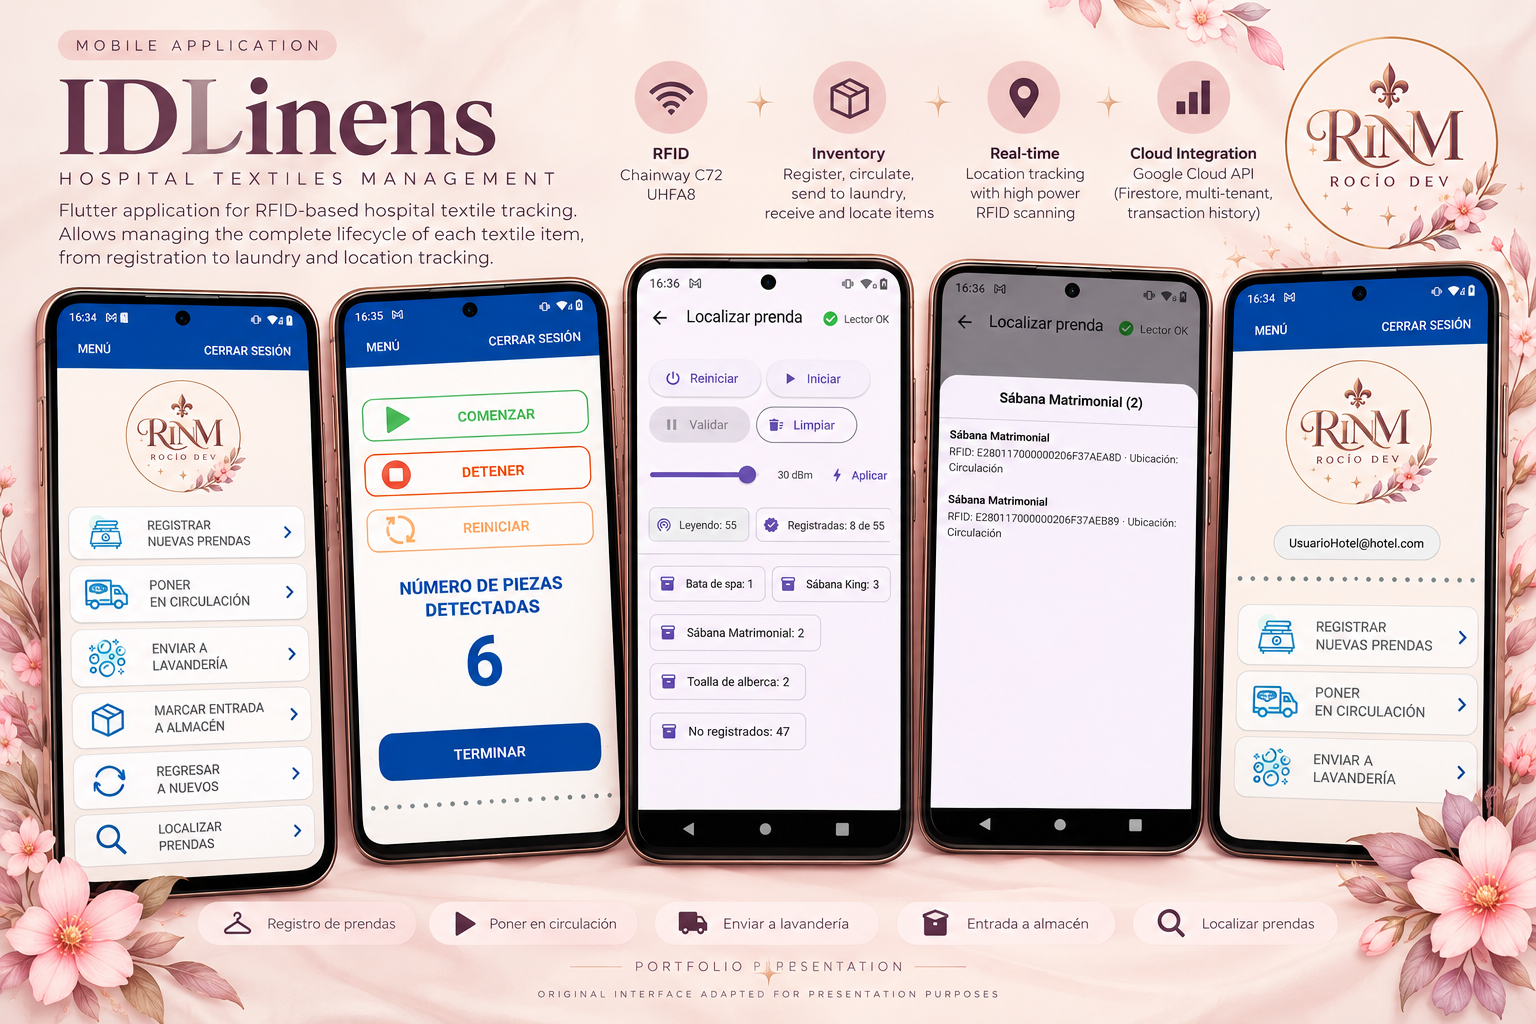 MOBILE APPLICATION
IDLinens
HOSPITAL TEXTILES MANAGEMENT
Flutter application for RFID-based hospital textile tracking.
Allows managing the complete lifecycle of each textile item,
from registration to laundry and location tracking.
RFID
Chainway C72
UHFA8
Inventory
Register, circulate,
send to laundry,
receive and locate items
Real-time
Location tracking
with high power
RFID scanning
Cloud Integration
Google Cloud API
(Firestore, multi-tenant,
transaction history)
RINM
ROCÍO DEV
16:34
MENÚ
CERRAR SESIÓN
RINM
ROCÍO DEV
REGISTRAR
NUEVAS PRENDAS
PONER
EN CIRCULACIÓN
ENVIAR A
LAVANDERÍA
MARCAR ENTRADA
A ALMACÉN
REGRESAR
A NUEVOS
LOCALIZAR
PRENDAS
16:35
MENÚ
CERRAR SESIÓN
COMENZAR
DETENER
REINICIAR
NÚMERO DE PIEZAS
DETECTADAS
6
TERMINAR
16:36
Localizar prenda
Lector OK
Reiniciar
Iniciar
Validar
Limpiar
30 dBm
Aplicar
Leyendo: 55
Registradas: 8 de 55
Bata de spa: 1
Sábana King: 3
Sábana Matrimonial: 2
Toalla de alberca: 2
No registrados: 47
16:36
Localizar prenda
Lector OK
Sábana Matrimonial (2)
Sábana Matrimonial
RFID: E280117000000206F37AEA8D · Ubicación:
Circulación
Sábana Matrimonial
RFID: E280117000000206F37AEB89 · Ubicación:
Circulación
16:34
MENÚ
CERRAR SESIÓN
RINM
ROCÍO DEV
UsuarioHotel@hotel.com
REGISTRAR
NUEVAS PRENDAS
PONER
EN CIRCULACIÓN
ENVIAR A
LAVANDERÍA
Registro de prendas
Poner en circulación
Enviar a lavandería
Entrada a almacén
Localizar prendas
PORTFOLIO
ORIGINAL INTERFACE ADAPTED FOR PRESENTATION PURPOSES